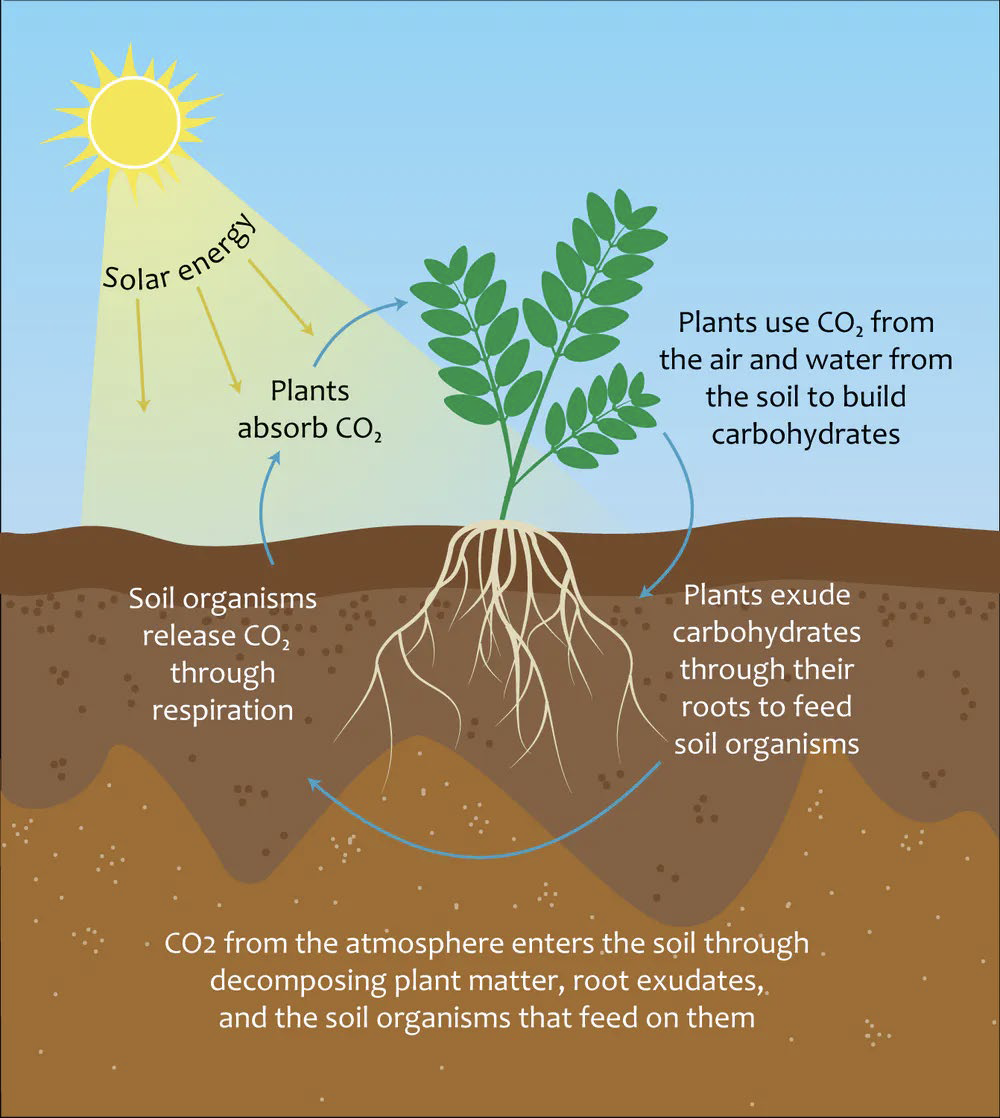 Solar energy
Plants
absorb CO₂
Plants use CO₂ from
the air and water from
the soil to build
carbohydrates
Soil organisms
release CO₂
through
respiration
Plants exude
carbohydrates
through their
roots to feed
soil organisms
CO2 from the atmosphere enters the soil through
decomposing plant matter, root exudates,
and the soil organisms that feed on them